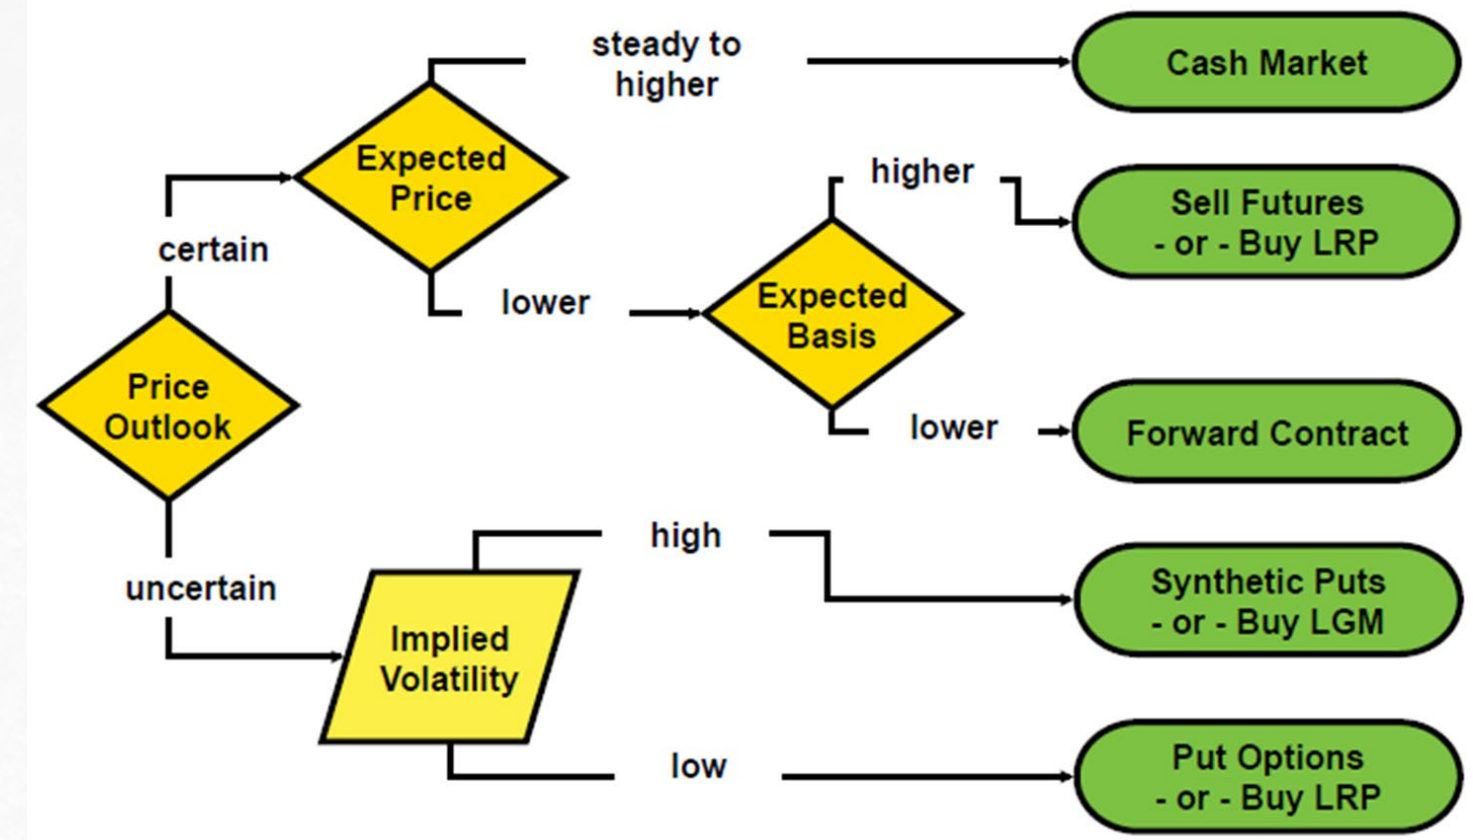 steady to
higher
Cash Market
Expected
Price
higher
Sell Futures
- or - Buy LRP
certain
lower
Expected
Basis
Price
Outlook
lower
Forward Contract
high
Synthetic Puts
- or - Buy LGM
uncertain
Implied
Volatility
low
Put Options
- or - Buy LRP